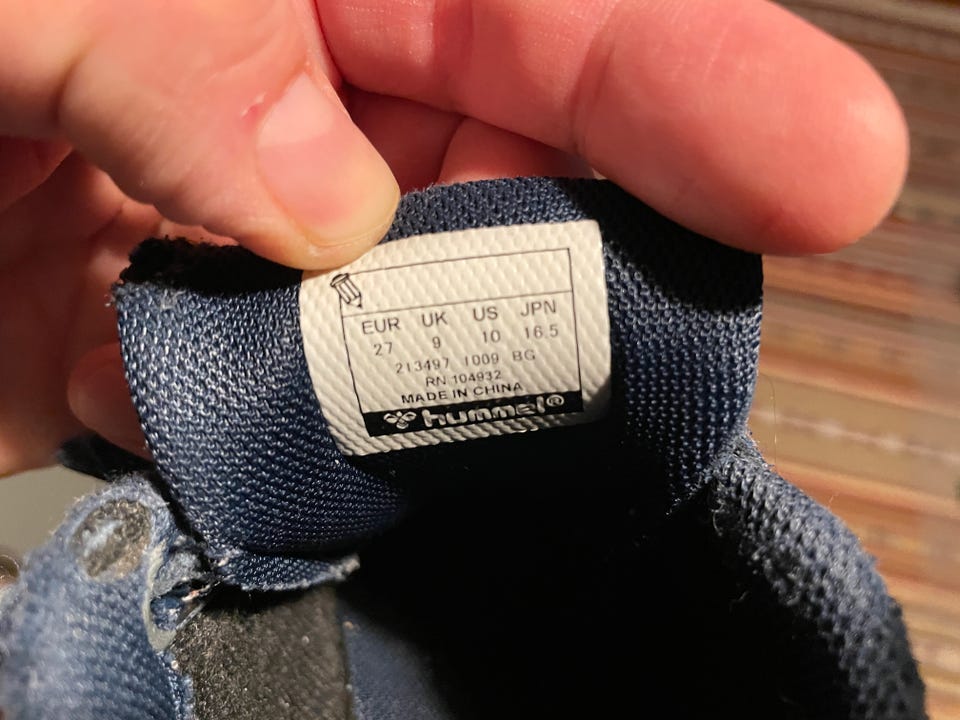 EUR UK US JPN
27 9 10 16.5
213497 1009 BG
RN 104932
MADE IN CHINA
hummel®